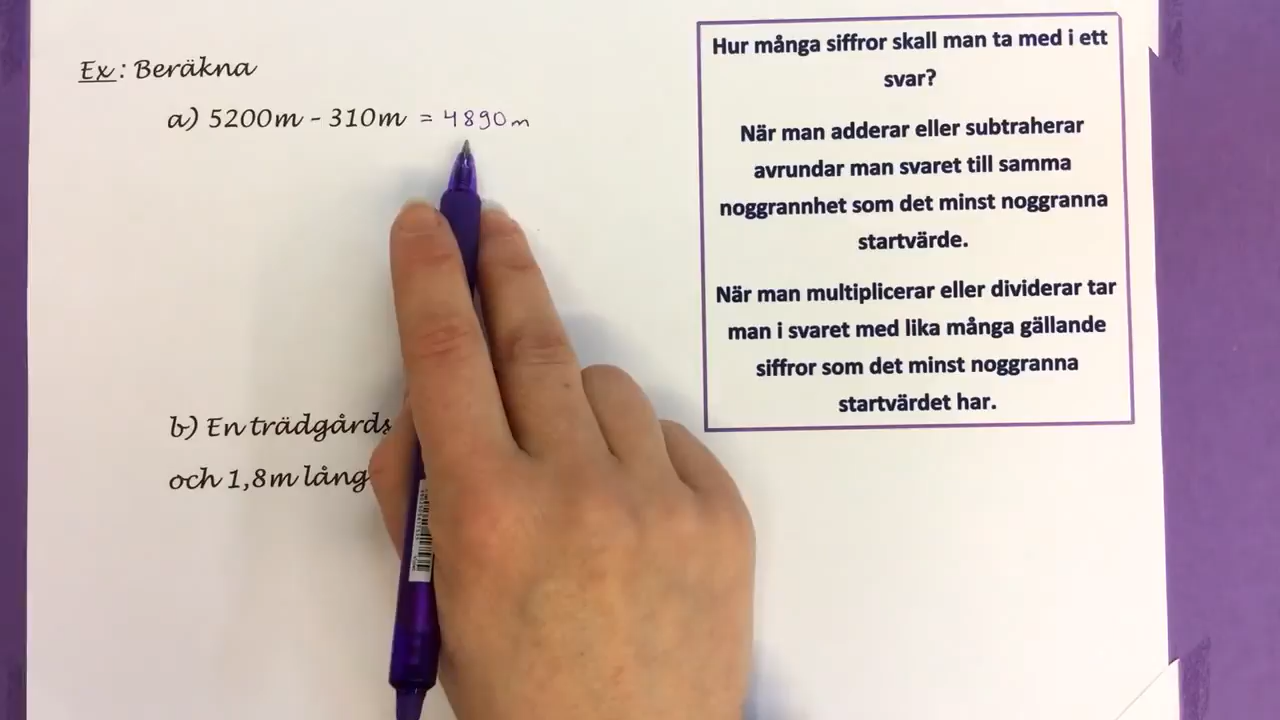 Ex: Beräkna
a) 5200m - 310m = 4890m
b) En trädgårds
och 1,8m lång
Hur många siffror skall man ta med i ett
svar?
När man adderar eller subtraherar
avrundar man svaret till samma
noggrannhet som det minst noggranna
startvärde.
När man multiplicerar eller dividerar tar
man i svaret med lika många gällande
siffror som det minst noggranna
startvärdet har.